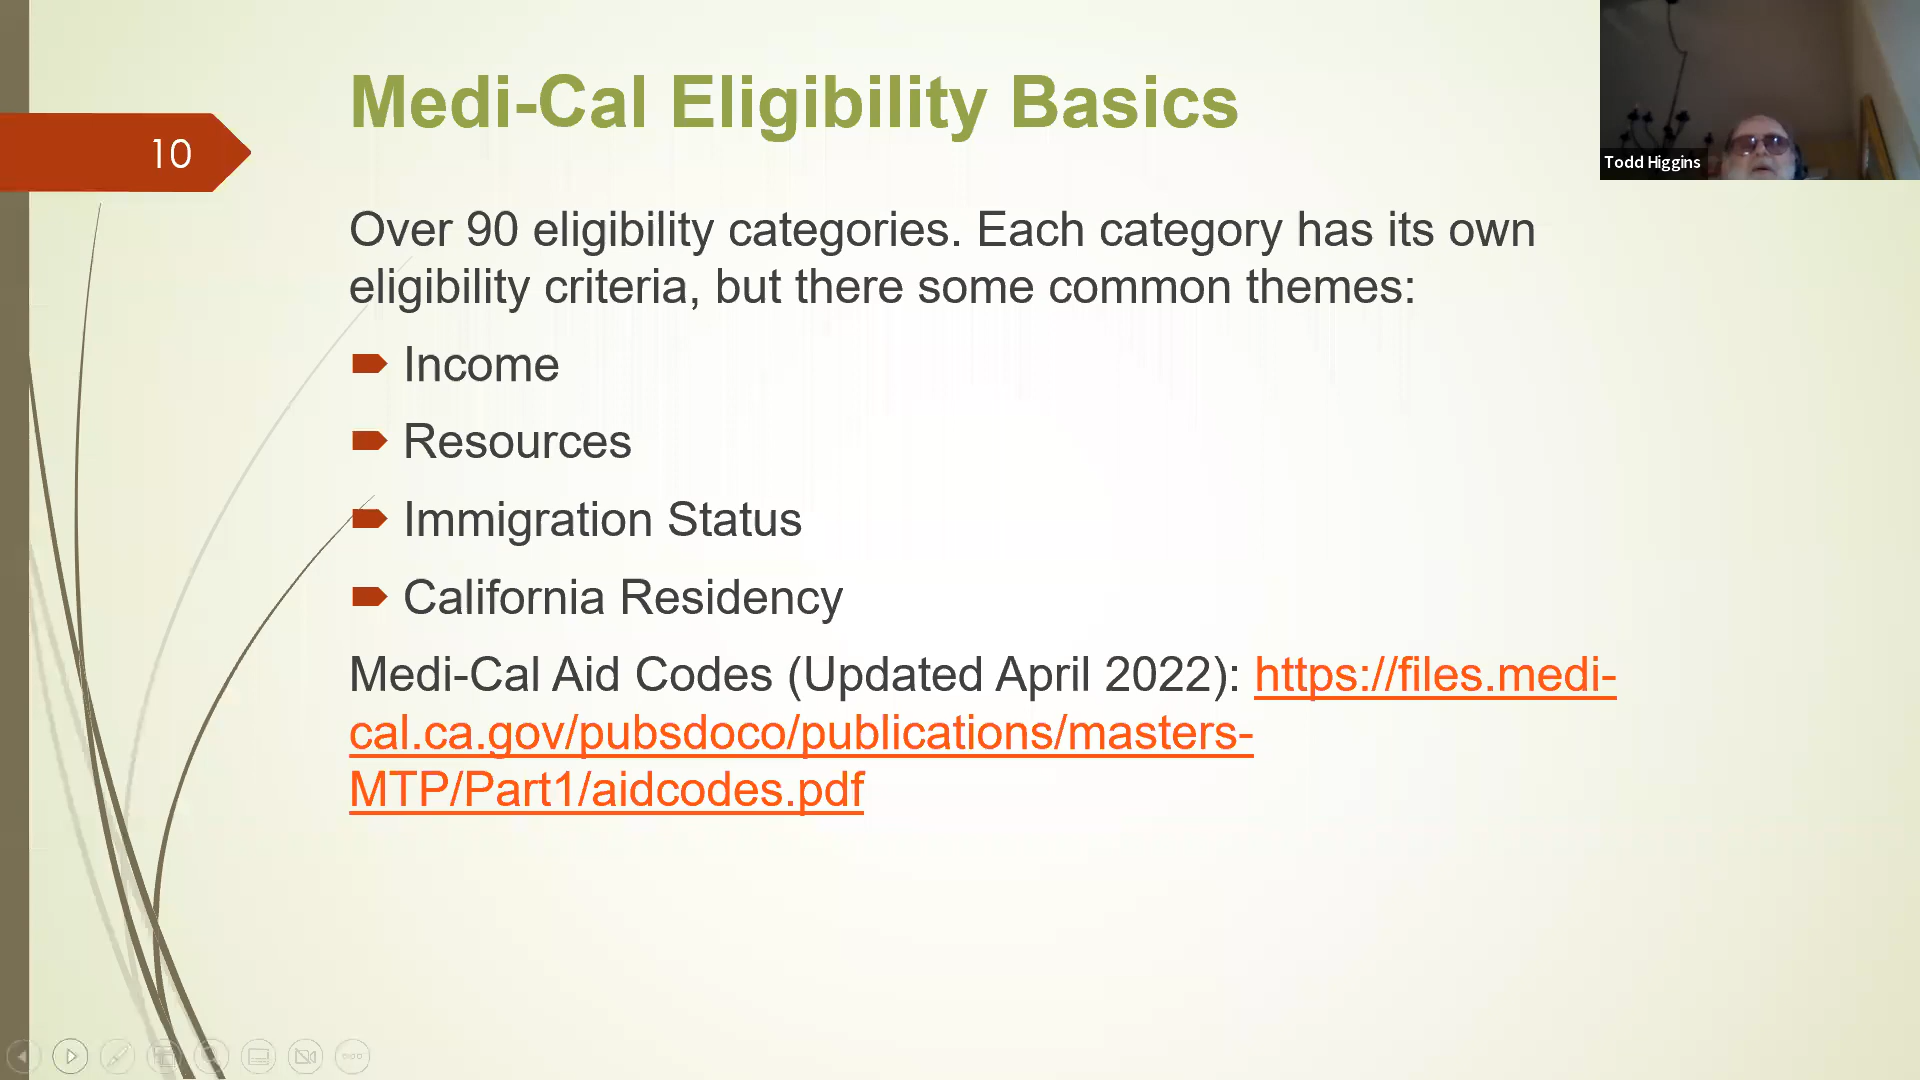 Medi-Cal Eligibility Basics
10
Todd Higgins
Over 90 eligibility categories. Each category has its own
eligibility criteria, but there some common themes:
Income
Resources
Immigration Status
California Residency
Medi-Cal Aid Codes (Updated April 2022): https://files.medi-
cal.ca.gov/pubsdoco/publications/masters-
MTP/Part1/aidcodes.pdf